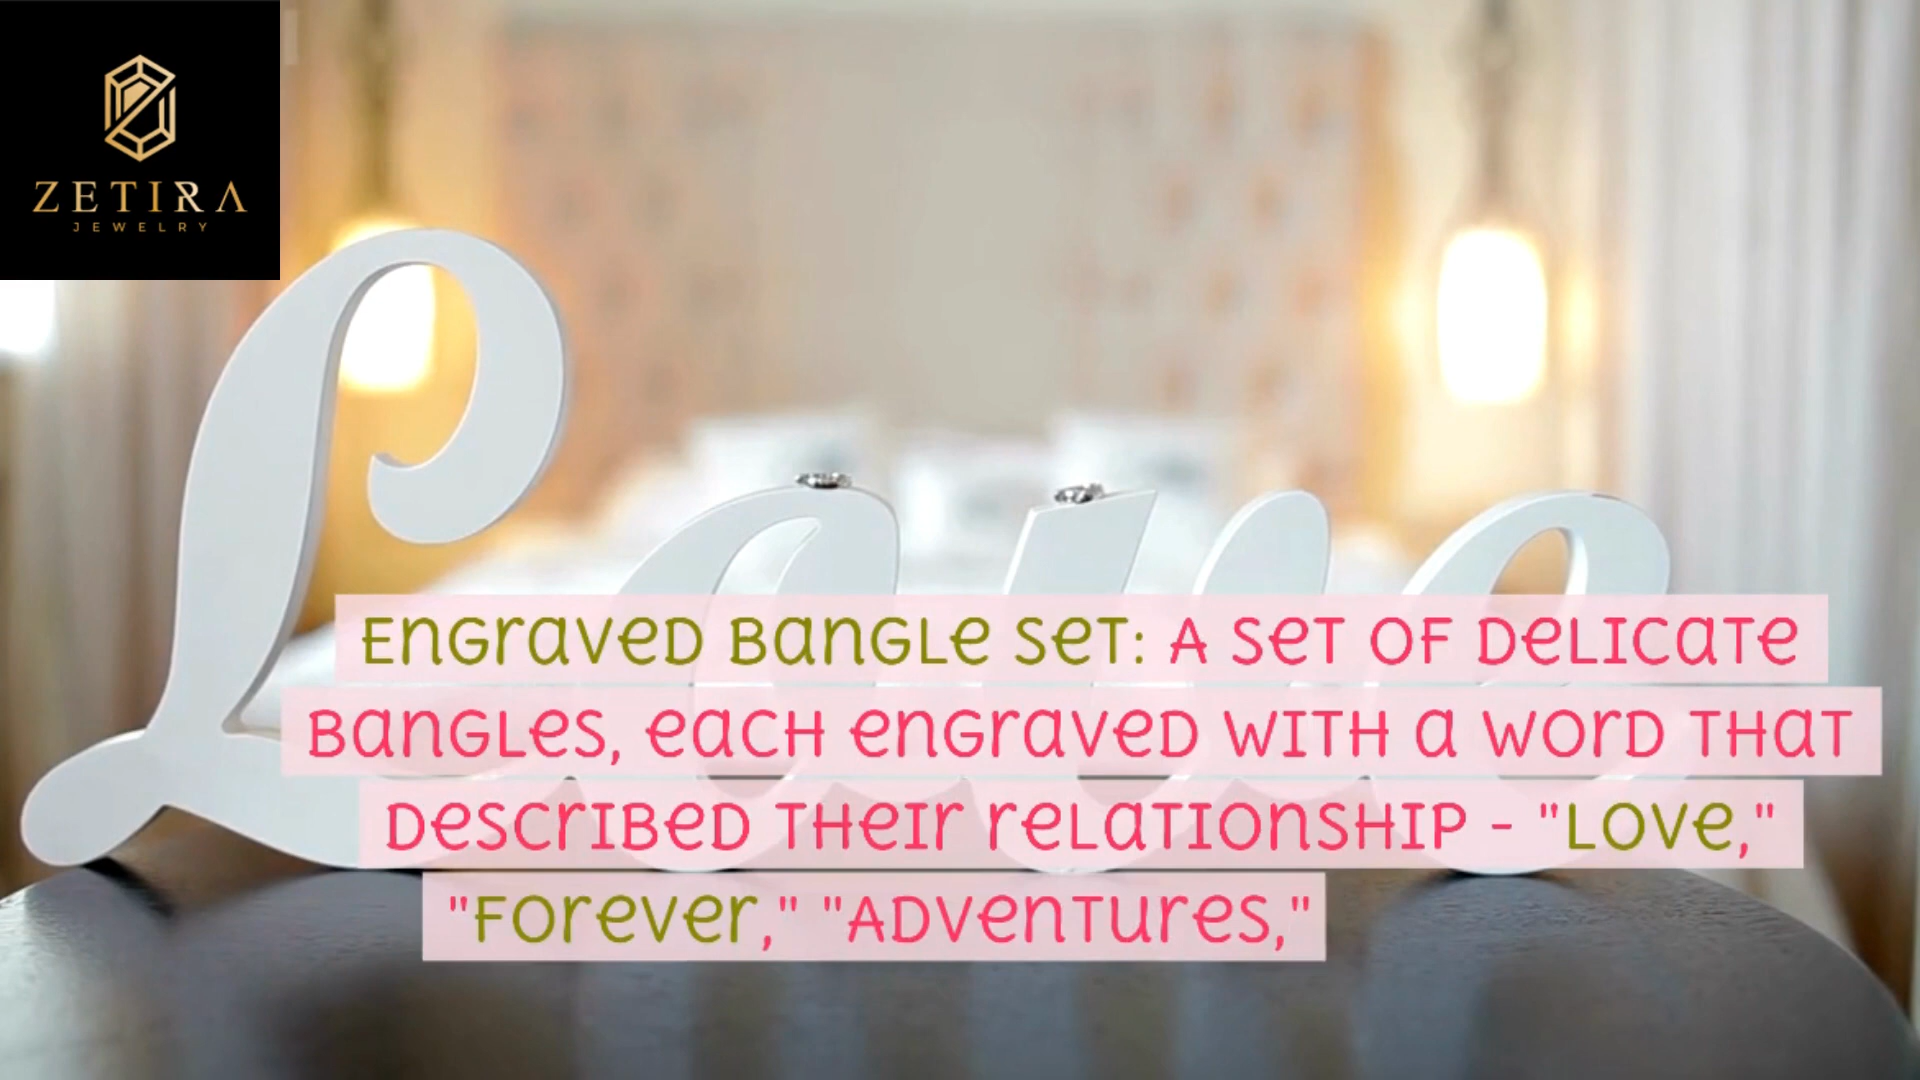 ZETIRA
JEWELRY
Love
Engraved Bangle Set: A set of delicate
bangles, each engraved with a word that
described their relationship - "Love,"
"Forever," "Adventures,"